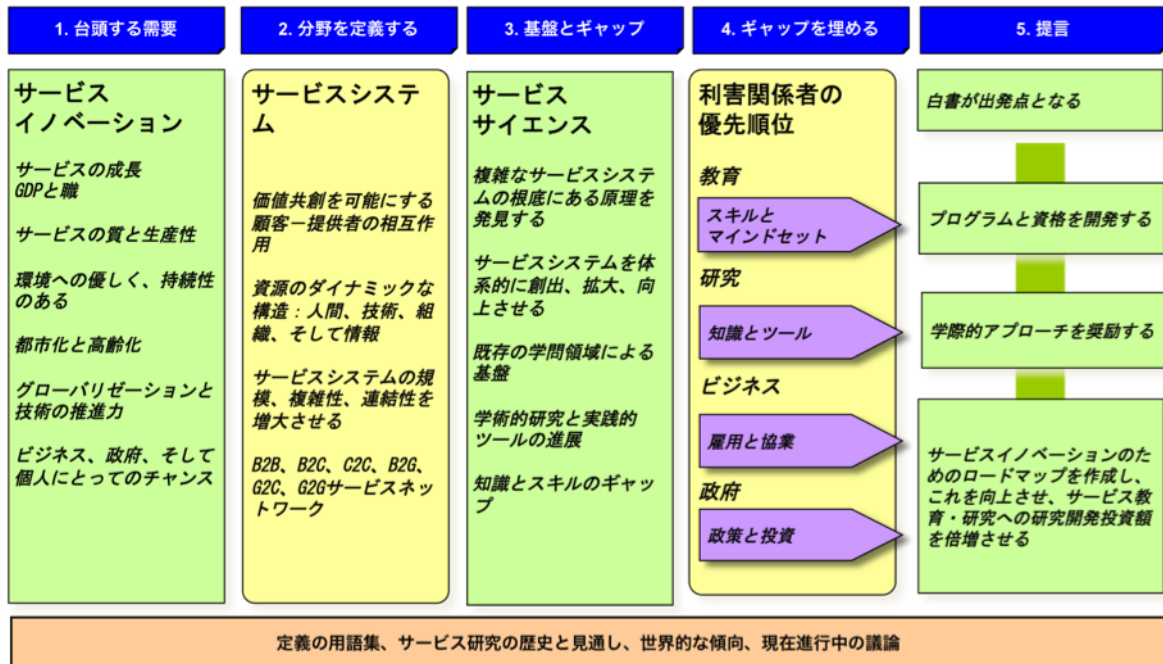 1. 台頭する需要
2. 分野を定義する
3. 基盤とギャップ
4. ギャップを埋める
5. 提言
サービス
イノベーション
サービスの成長
GDPと職
サービスの質と生産性
環境への優しく、持続性
のある
都市化と高齢化
グローバリゼーションと
技術の推進力
ビジネス、政府、そして
個人にとってのチャンス
サービスシステ
ム
価値共創を可能にする
顧客－提供者の相互作
用
資源のダイナミックな
構造：人間、技術、組
織、そして情報
サービスシステムの規
模、複雑性、連結性を
増大させる
B2B、B2C、C2C、B2G、
G2C、G2Gサービスネッ
トワーク
サービス
サイエンス
複雑なサービスシステ
ムの根底にある原理を
発見する
サービスシステムを体
系的に創出、拡大、向
上させる
既存の学問領域による
基盤
学術的研究と実践的
ツールの進展
知識とスキルのギャッ
プ
利害関係者の
優先順位
教育
スキルと
マインドセット
研究
知識とツール
ビジネス
雇用と協業
政府
政策と投資
白書が出発点となる
プログラムと資格を開発する
学際的アプローチを奨励する
サービスイノベーションのた
めのロードマップを作成し、
これを向上させ、サービス教
育・研究への研究開発投資額
を倍増させる
定義の用語集、サービス研究の歴史と見通し、世界的な傾向、現在進行中の議論